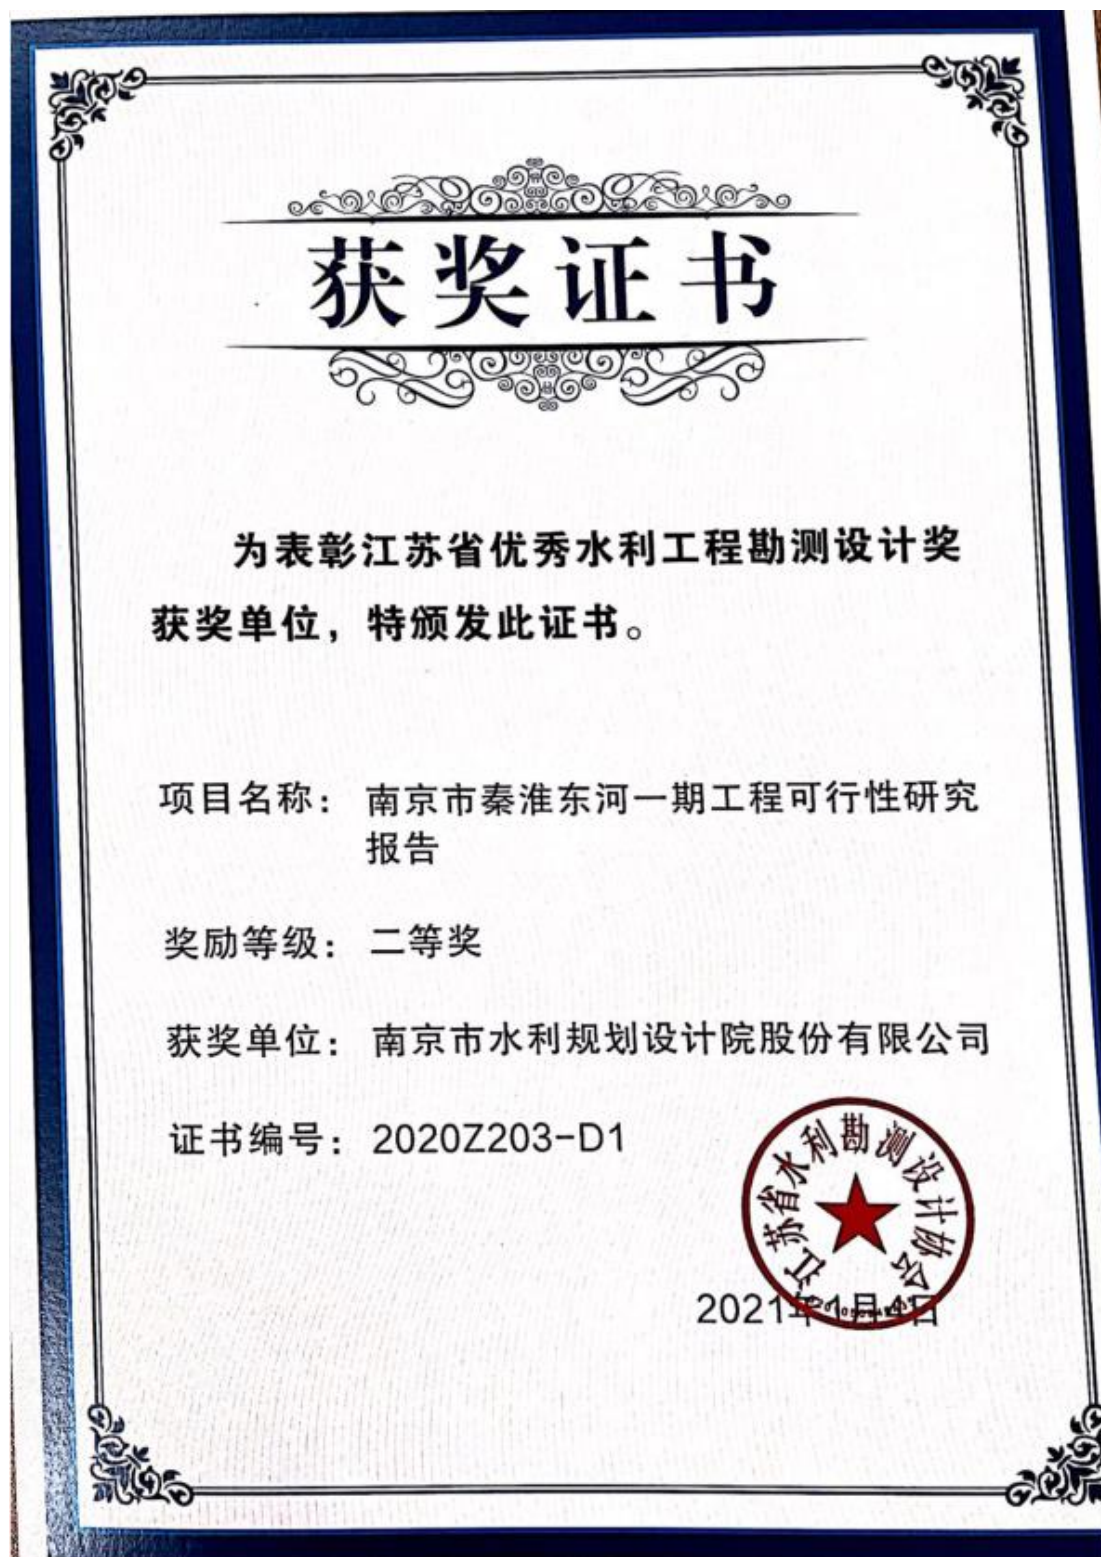 获奖证书
为表彰江苏省优秀水利工程勘测设计奖
获奖单位，特颁发此证书。
项目名称：南京市秦淮东河一期工程可行性研究
报告
奖励等级：二等奖
获奖单位：南京市水利规划设计院股份有限公司
证书编号：2020Z203-D1
江苏省水利勘测设计协会
2021年1月4日